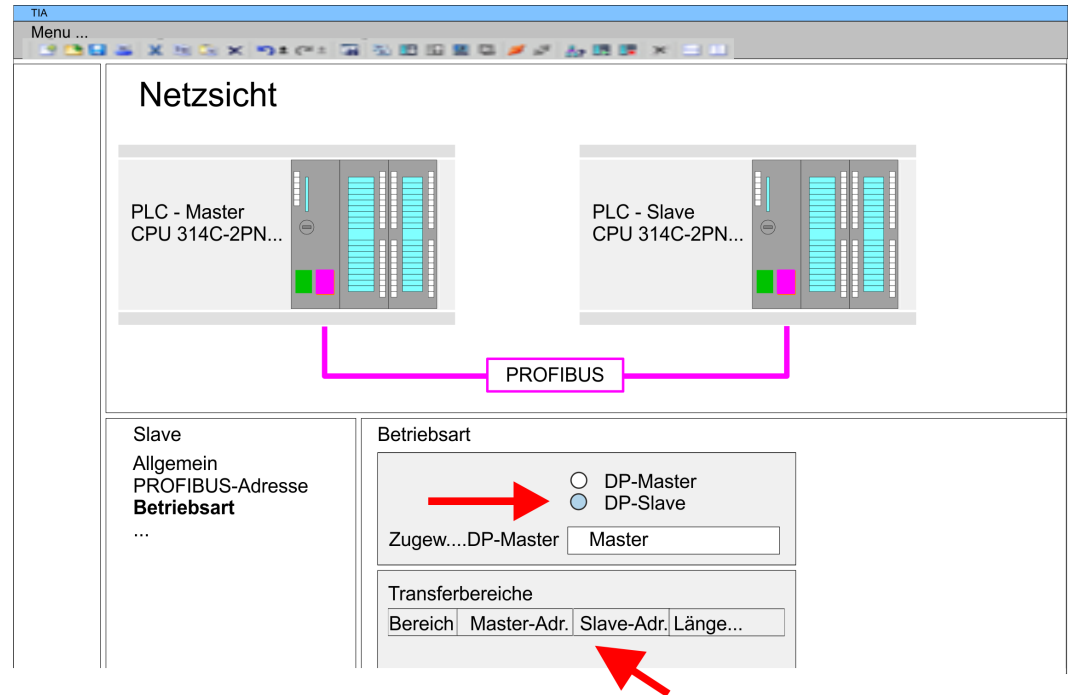 TIA
Menu ...
Netzsicht
PLC - Master
CPU 314C-2PN...
PLC - Slave
CPU 314C-2PN...
PROFIBUS
Slave
Allgemein
PROFIBUS-Adresse
Betriebsart
...
Betriebsart
DP-Master
DP-Slave
Zugew....DP-Master Master
Transferbereiche
Bereich Master-Adr. Slave-Adr. Länge...